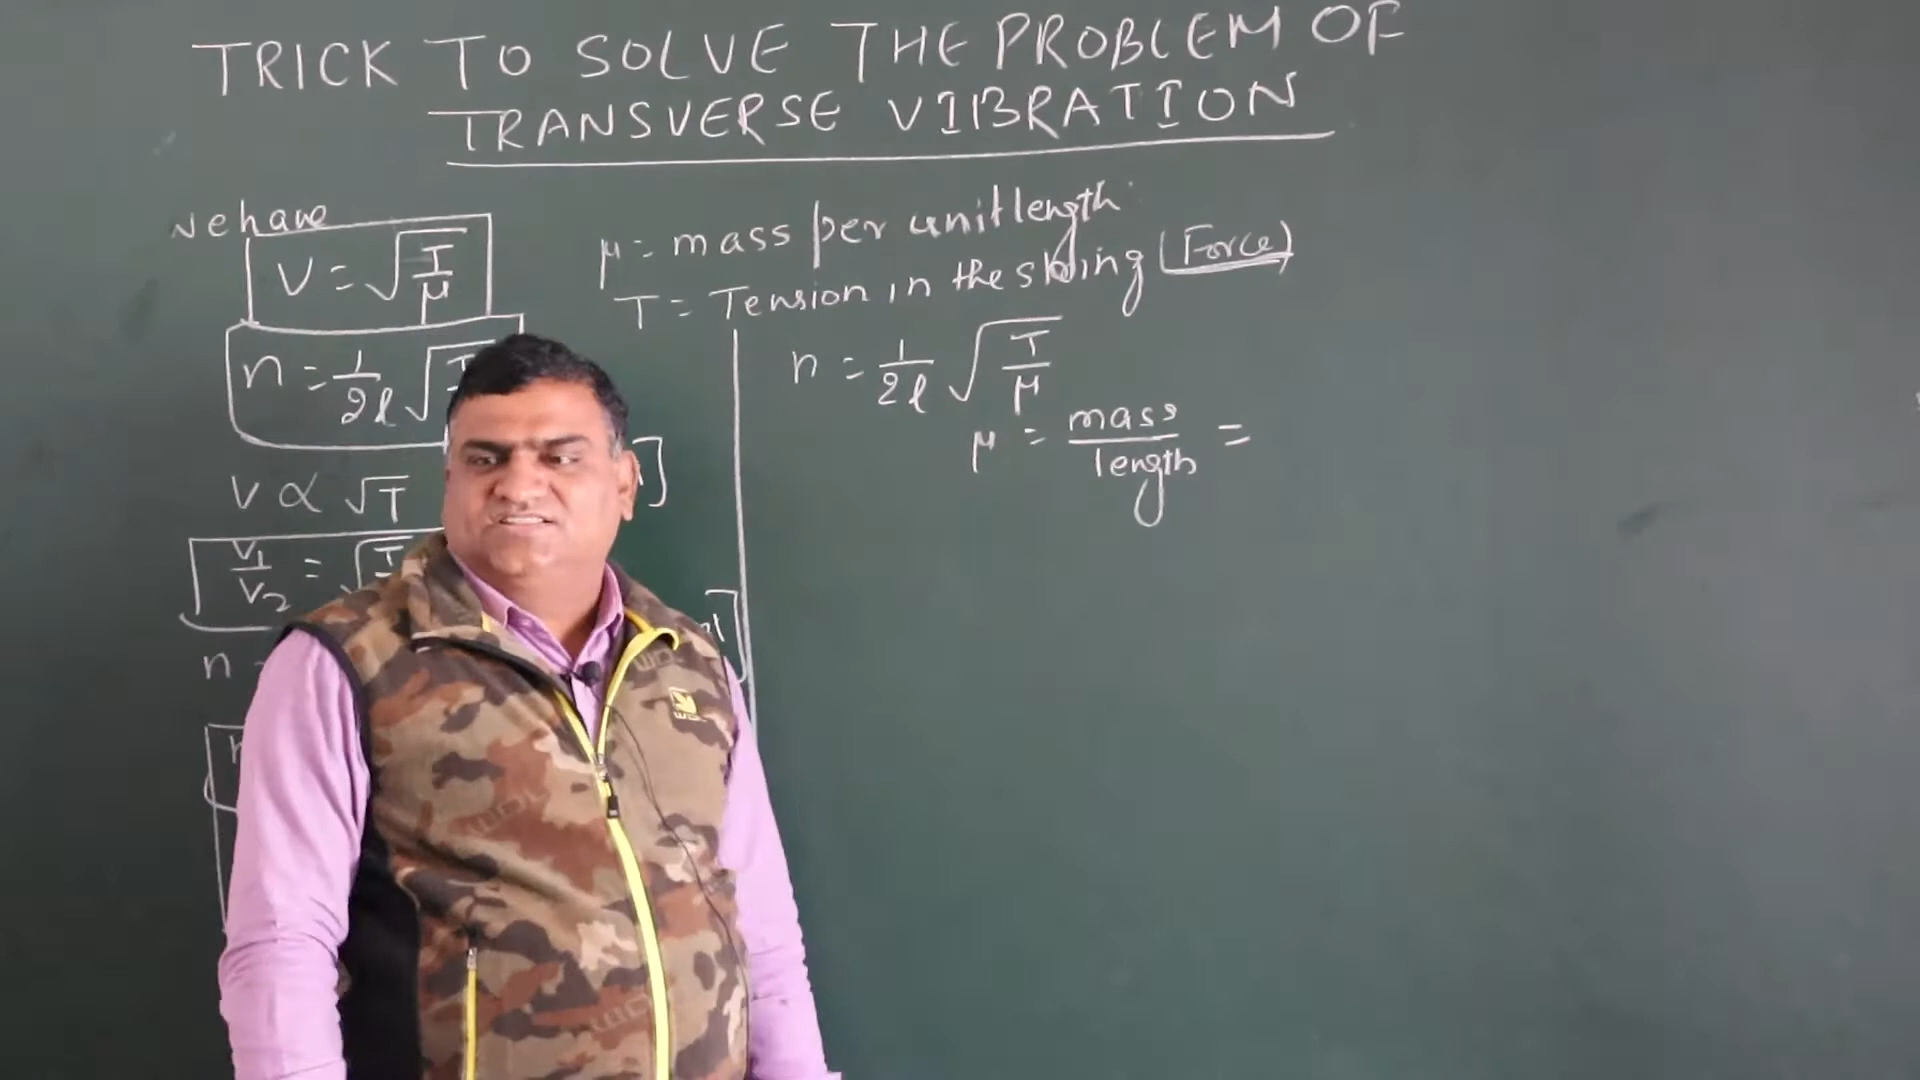 TRICK TO SOLVE THE PROBLEM OF
TRANSVERSE VIBRATION
We have
V = √(T/μ)
μ = mass per unit length
T = Tension in the string (Force)
n = 1/2l √
V ∝ √T
V₁/V₂ = √
n
n = 1/2l √(T/μ)
μ = mass/length =
WDL